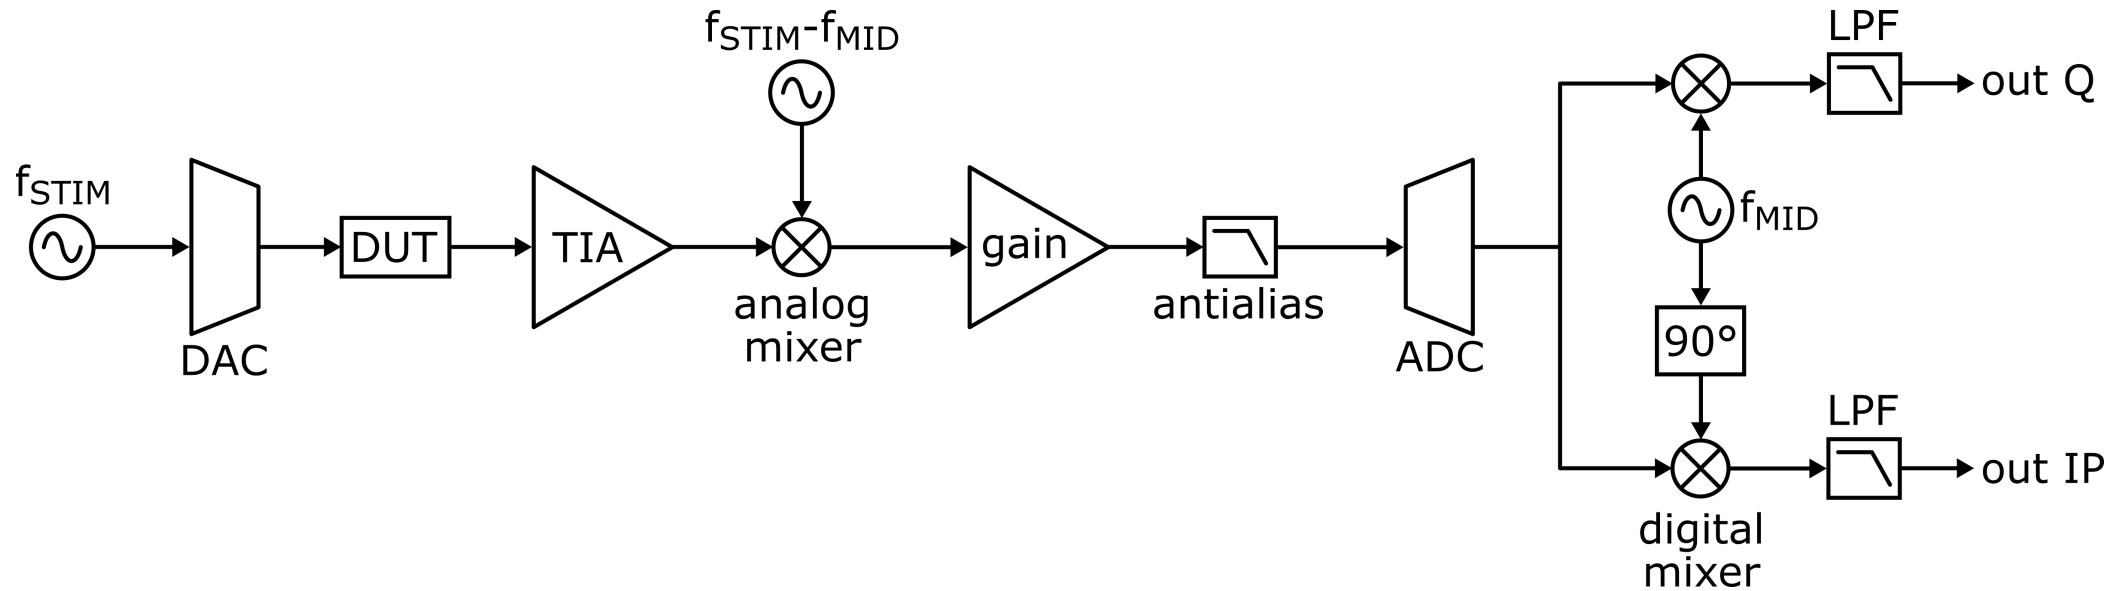 fSTIM
DAC
DUT
TIA
fSTIM-fMID
analog
mixer
gain
antialias
ADC
LPF
out Q
fMID
90°
LPF
out IP
digital
mixer